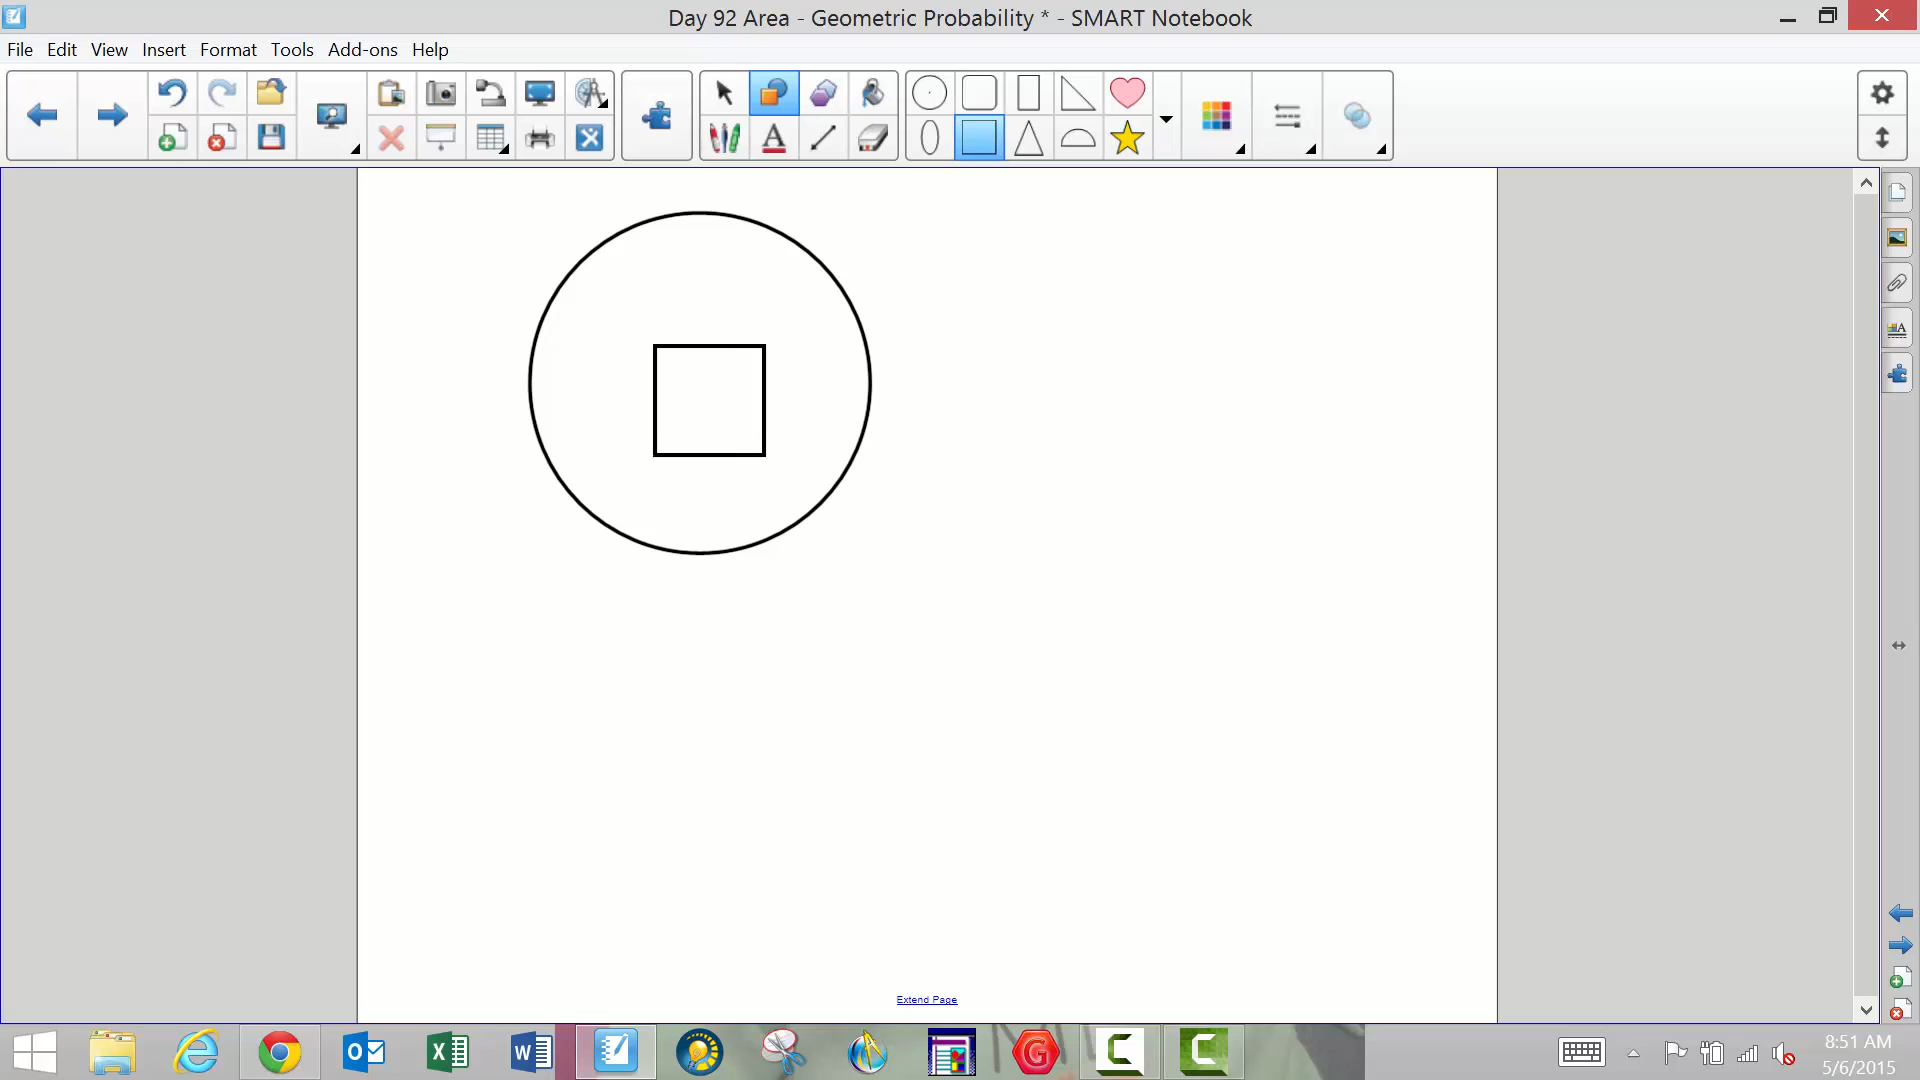 Day 92 Area - Geometric Probability * - SMART Notebook
File Edit View Insert Format Tools Add-ons Help
Extend Page
8:51 AM
5/6/2015